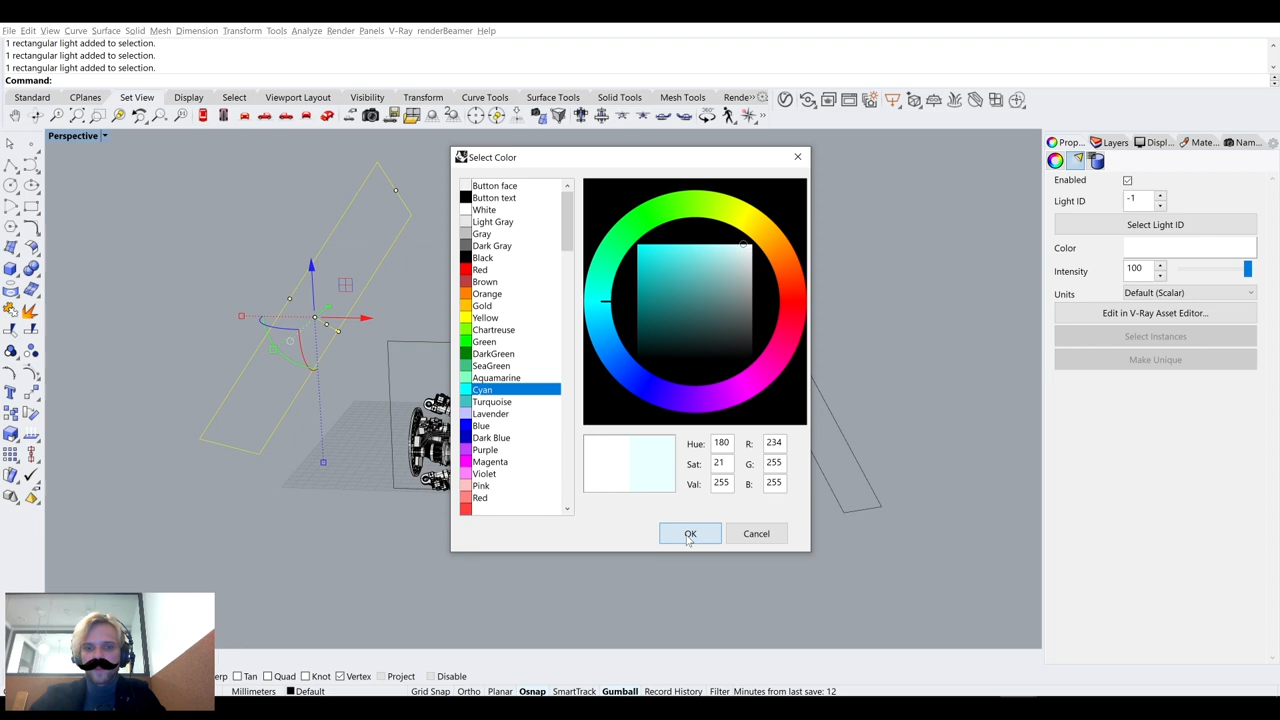 File Edit View Curve Surface Solid Mesh Dimension Transform Tools Analyze Render Panels V-Ray renderBeamer Help
1 rectangular light added to selection.
1 rectangular light added to selection.
1 rectangular light added to selection.
Command:
Standard CPlanes Set View Display Select Viewport Layout Visibility Transform Curve Tools Surface Tools Solid Tools Mesh Tools Rende
Perspective
Prop... Layers Displ... Mate... Nam...
Enabled
Light ID -1
Select Light ID
Color
Intensity 100
Units Default (Scalar)
Edit in V-Ray Asset Editor...
Select Instances
Make Unique
Select Color
Button face
Button text
White
Light Gray
Gray
Dark Gray
Black
Red
Brown
Orange
Gold
Yellow
Chartreuse
Green
DarkGreen
SeaGreen
Aquamarine
Cyan
Turquoise
Lavender
Blue
Dark Blue
Purple
Magenta
Violet
Pink
Red
Hue: 180 R: 234
Sat: 21 G: 255
Val: 255 B: 255
OK Cancel
erp Tan Quad Knot Vertex Project Disable
Millimeters Default Grid Snap Ortho Planar Osnap SmartTrack Gumball Record History Filter Minutes from last save: 12